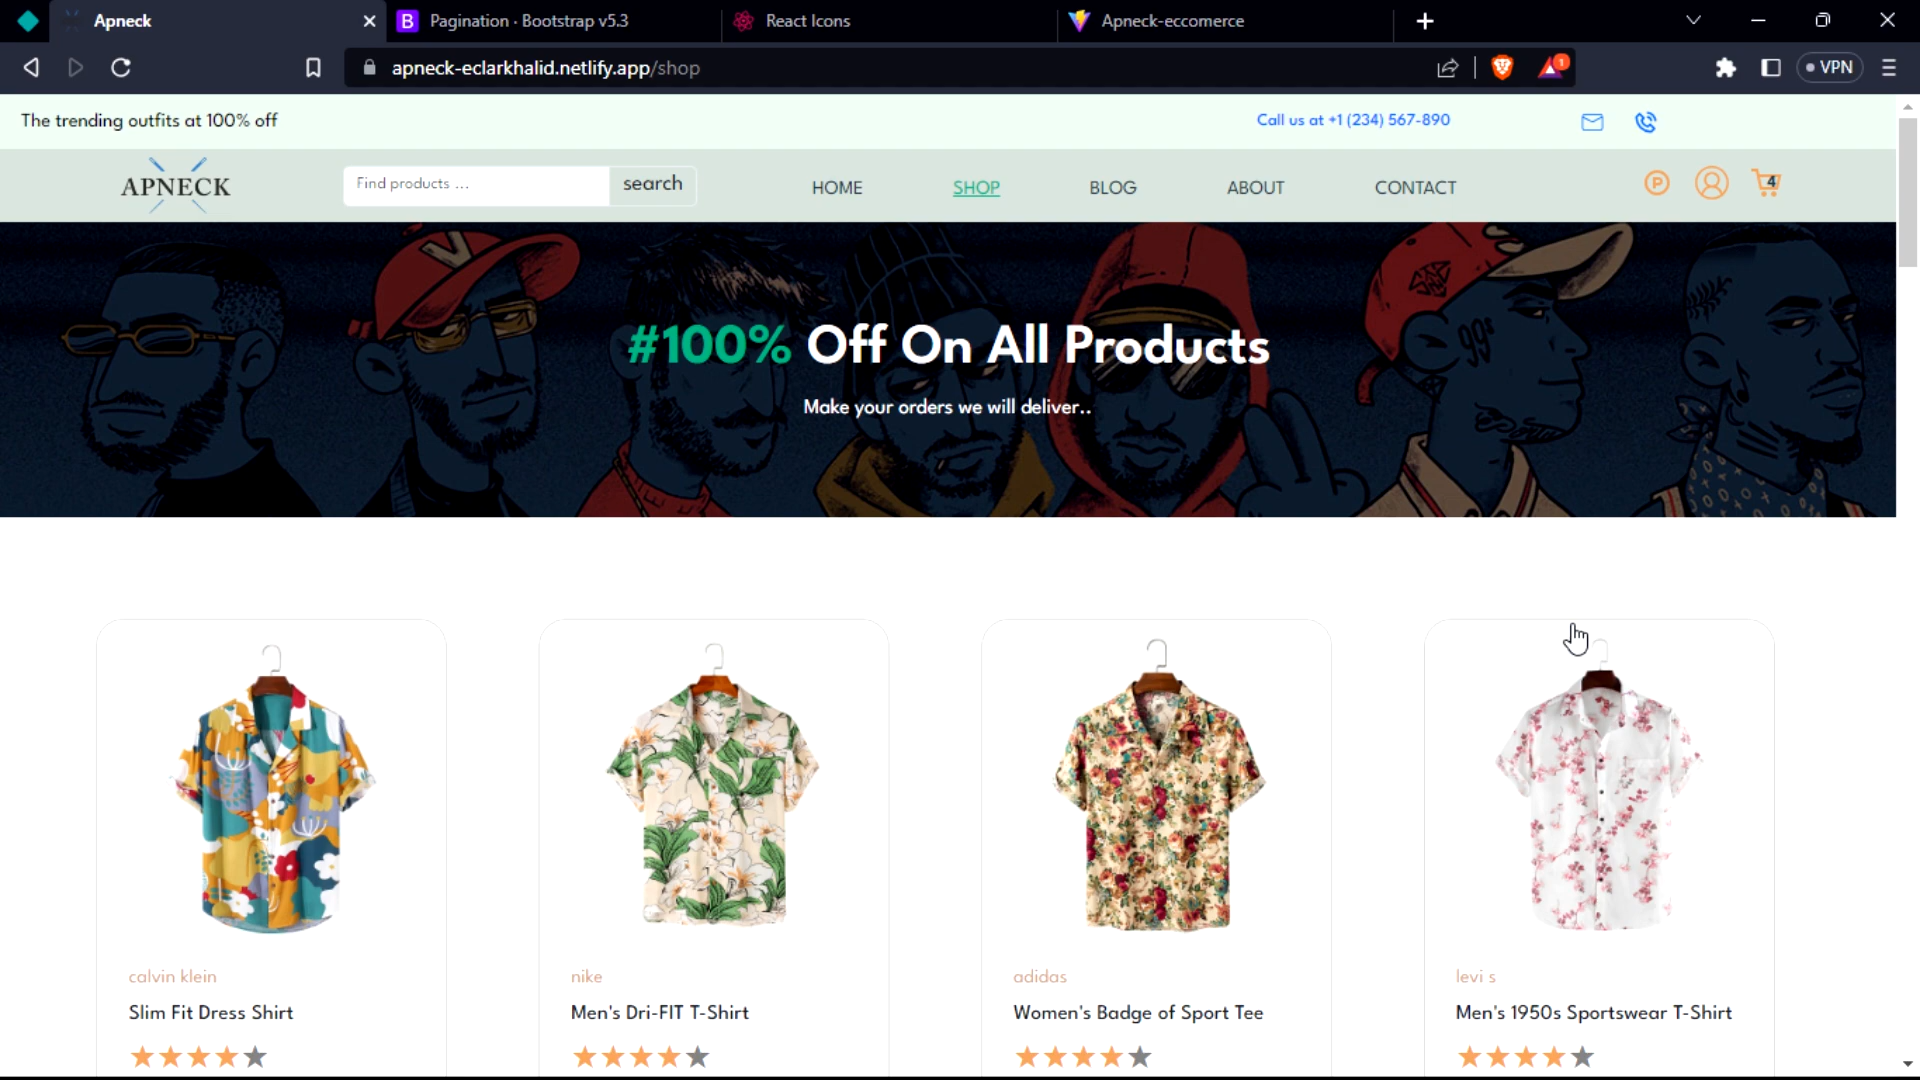 Apneck
Pagination · Bootstrap v5.3
React Icons
Apneck-eccomerce
apneck-eclarkhalid.netlify.app/shop
1
VPN
The trending outfits at 100% off
Call us at +1 (234) 567-890
APNECK
Find products ...
search
HOME
SHOP
BLOG
ABOUT
CONTACT
P
4
#100% Off On All Products
Make your orders we will deliver..
calvin klein
Slim Fit Dress Shirt
nike
Men's Dri-FIT T-Shirt
adidas
Women's Badge of Sport Tee
levi s
Men's 1950s Sportswear T-Shirt